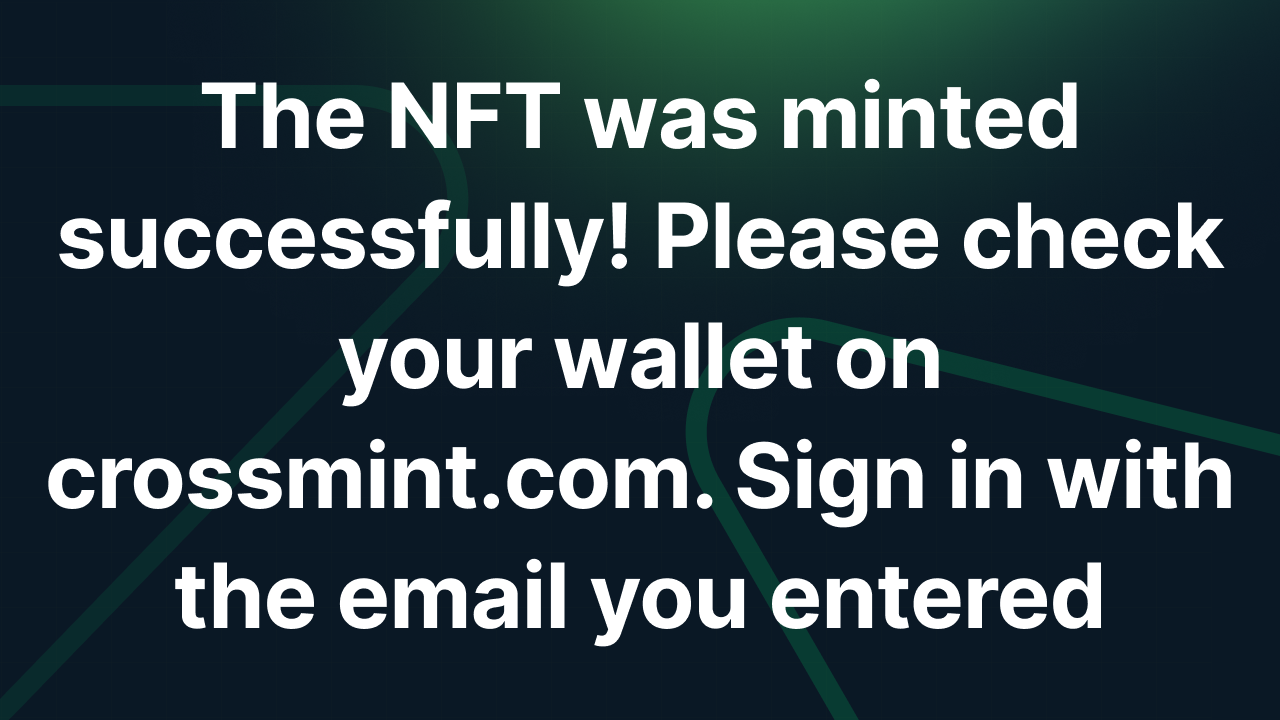 The NFT was minted
successfully! Please check
your wallet on
crossmint.com. Sign in with
the email you entered